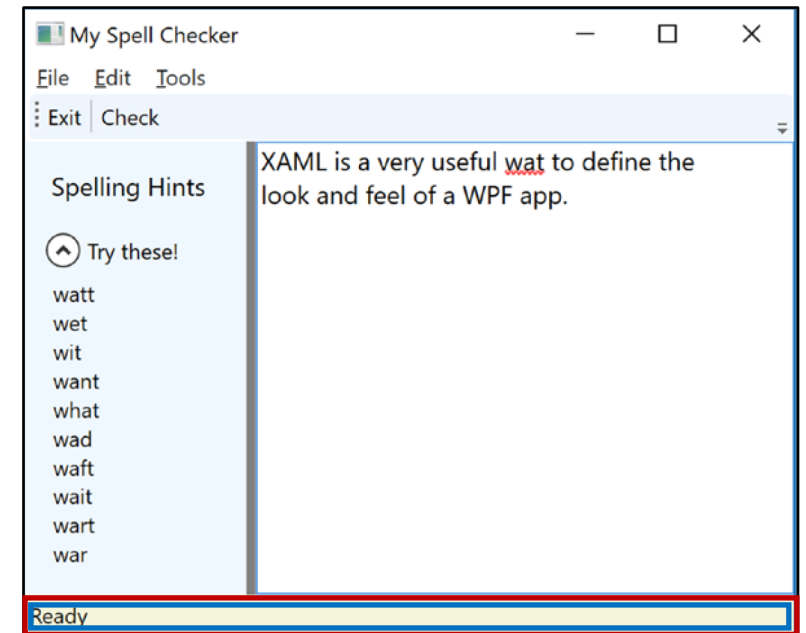 My Spell Checker
File Edit Tools
Exit Check
Spelling Hints
Try these!
watt
wet
wit
want
what
wad
waft
wait
wart
war
XAML is a very useful wat to define the
look and feel of a WPF app.
Ready